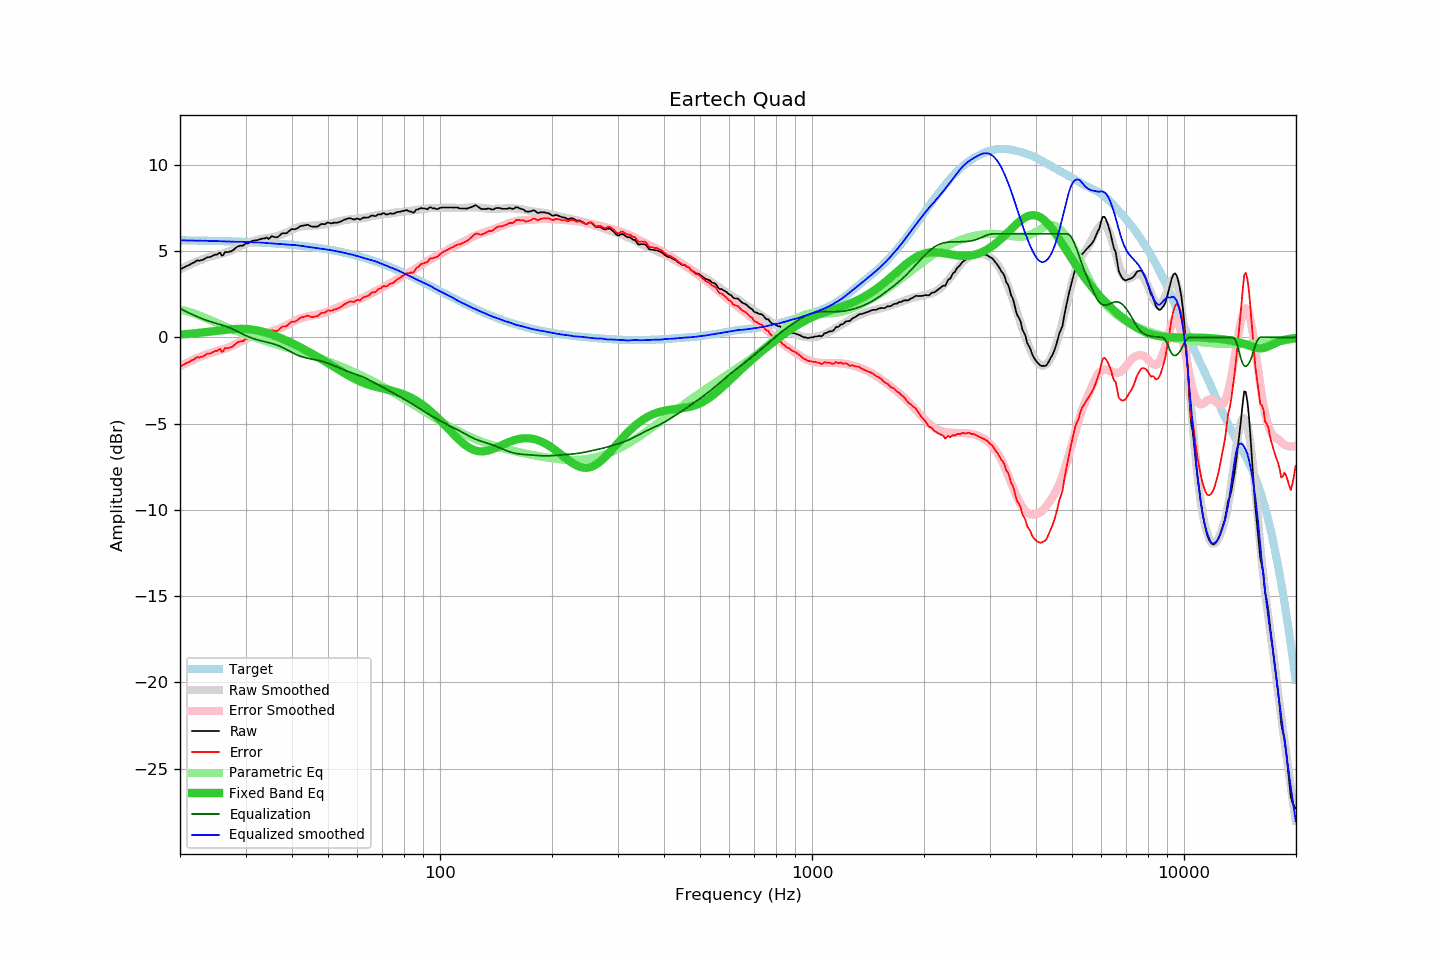 Eartech Quad
10
5
0
−5
−10
−15
−20
−25
Amplitude (dBr)
100
1000
10000
Frequency (Hz)
Target
Raw Smoothed
Error Smoothed
Raw
Error
Parametric Eq
Fixed Band Eq
Equalization
Equalized smoothed